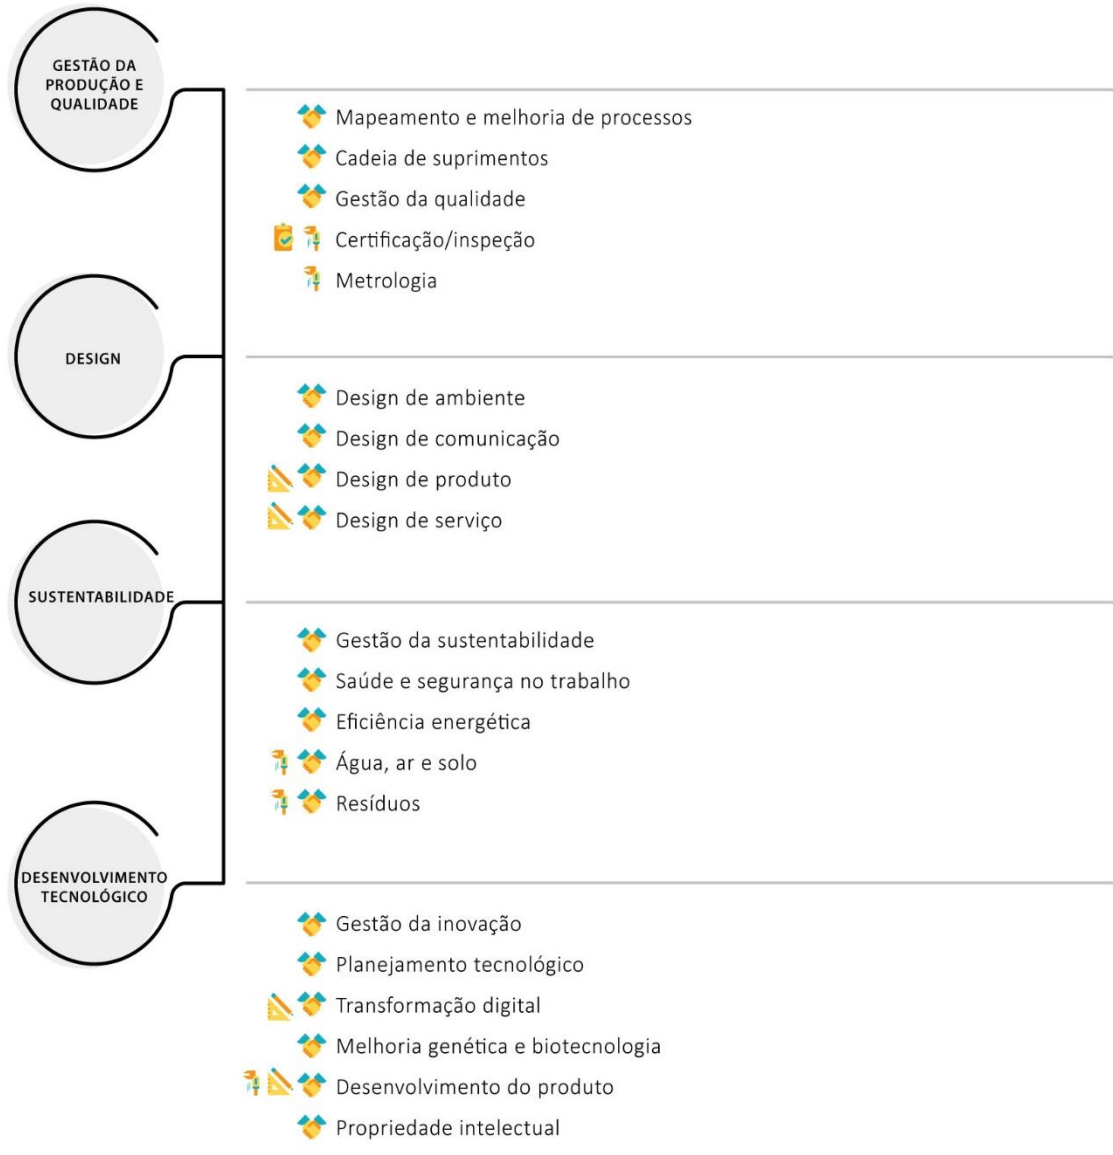 GESTÃO DA
PRODUÇÃO E
QUALIDADE
Mapeamento e melhoria de processos
Cadeia de suprimentos
Gestão da qualidade
Certificação/inspeção
Metrologia
DESIGN
Design de ambiente
Design de comunicação
Design de produto
Design de serviço
SUSTENTABILIDADE
Gestão da sustentabilidade
Saúde e segurança no trabalho
Eficiência energética
Água, ar e solo
Resíduos
DESENVOLVIMENTO
TECNOLÓGICO
Gestão da inovação
Planejamento tecnológico
Transformação digital
Melhoria genética e biotecnologia
Desenvolvimento do produto
Propriedade intelectual